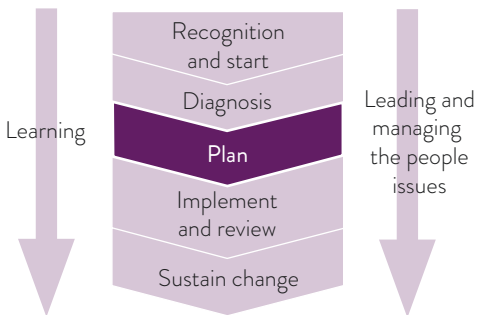 Recognition
and start
Diagnosis
Plan
Implement
and review
Sustain change
Learning
Leading and
managing
the people
issues